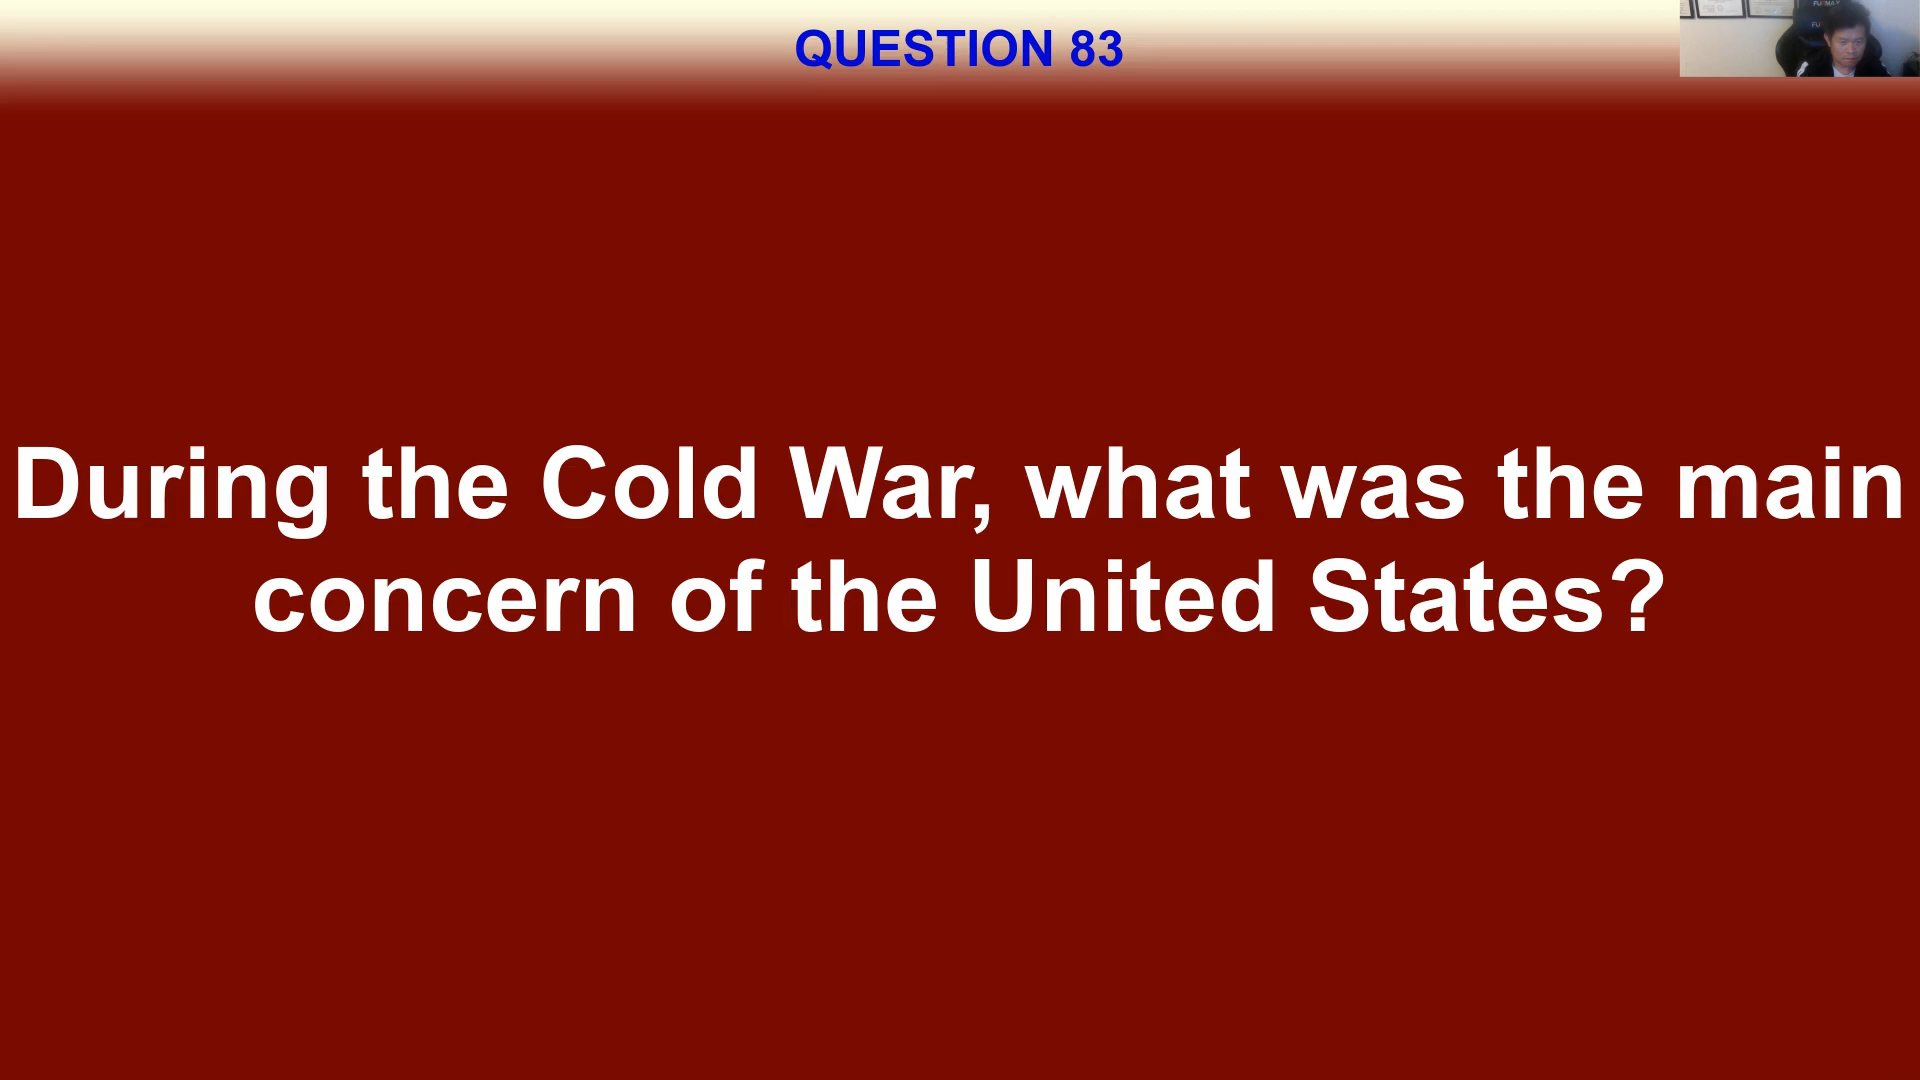 QUESTION 83
During the Cold War, what was the main
concern of the United States?